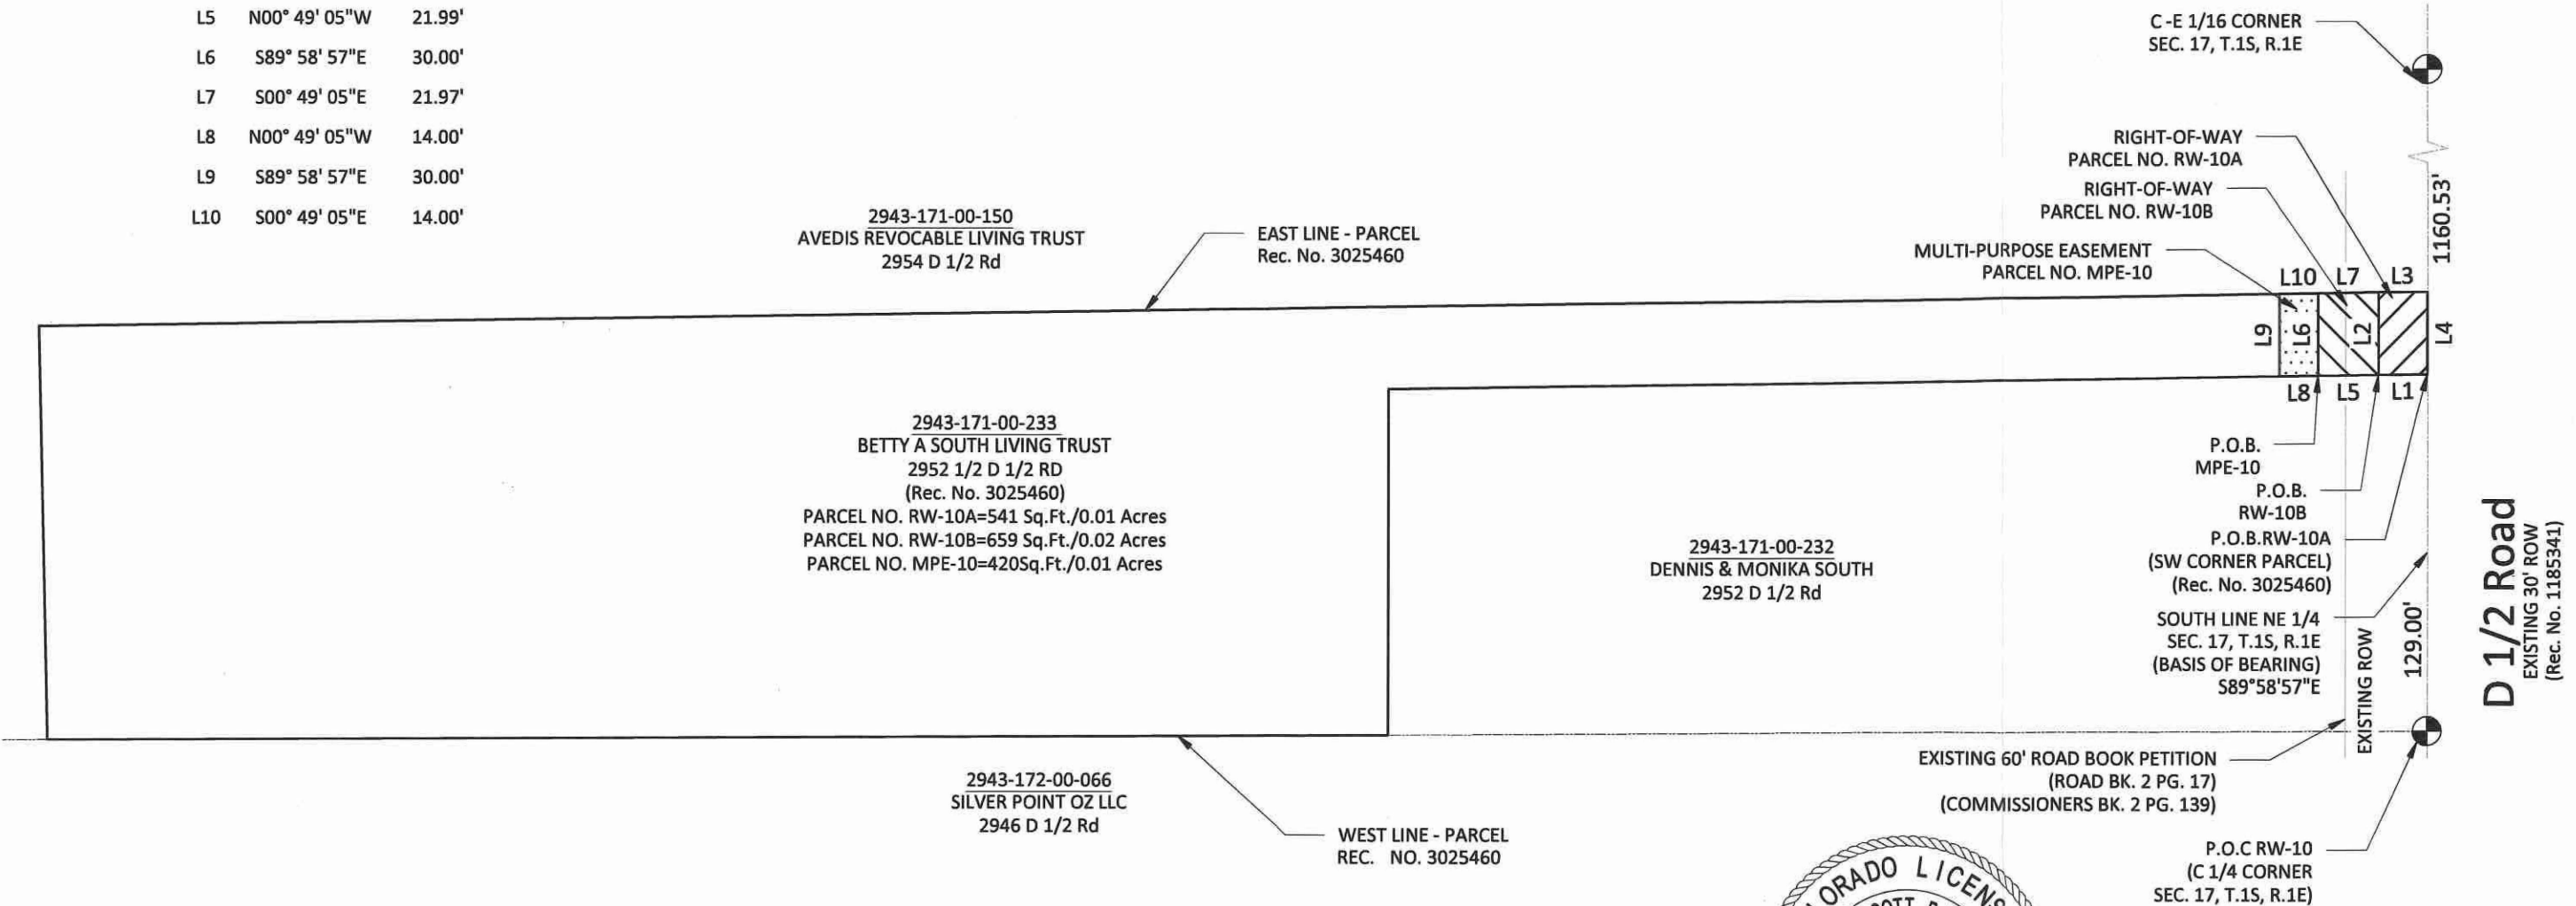 L5 N00° 49' 05"W 21.99'
L6 S89° 58' 57"E 30.00'
L7 S00° 49' 05"E 21.97'
L8 N00° 49' 05"W 14.00'
L9 S89° 58' 57"E 30.00'
L10 S00° 49' 05"E 14.00'
C -E 1/16 CORNER
SEC. 17, T.1S, R.1E
RIGHT-OF-WAY
PARCEL NO. RW-10A
RIGHT-OF-WAY
PARCEL NO. RW-10B
MULTI-PURPOSE EASEMENT
PARCEL NO. MPE-10
1160.53'
2943-171-00-150
AVEDIS REVOCABLE LIVING TRUST
2954 D 1/2 Rd
EAST LINE - PARCEL
Rec. No. 3025460
L10 L7 L3
L9 L6 L2 L4
L8 L5 L1
2943-171-00-233
BETTY A SOUTH LIVING TRUST
2952 1/2 D 1/2 RD
(Rec. No. 3025460)
PARCEL NO. RW-10A=541 Sq.Ft./0.01 Acres
PARCEL NO. RW-10B=659 Sq.Ft./0.02 Acres
PARCEL NO. MPE-10=420Sq.Ft./0.01 Acres
2943-171-00-232
DENNIS & MONIKA SOUTH
2952 D 1/2 Rd
P.O.B.
MPE-10
P.O.B.
RW-10B
P.O.B.RW-10A
(SW CORNER PARCEL)
(Rec. No. 3025460)
SOUTH LINE NE 1/4
SEC. 17, T.1S, R.1E
(BASIS OF BEARING)
S89°58'57"E
EXISTING ROW
129.00'
D 1/2 Road
EXISTING 30' ROW
(Rec. No. 1185341)
EXISTING 60' ROAD BOOK PETITION
(ROAD BK. 2 PG. 17)
(COMMISSIONERS BK. 2 PG. 139)
2943-172-00-066
SILVER POINT OZ LLC
2946 D 1/2 Rd
WEST LINE - PARCEL
REC. NO. 3025460
P.O.C RW-10
(C 1/4 CORNER
SEC. 17, T.1S, R.1E)